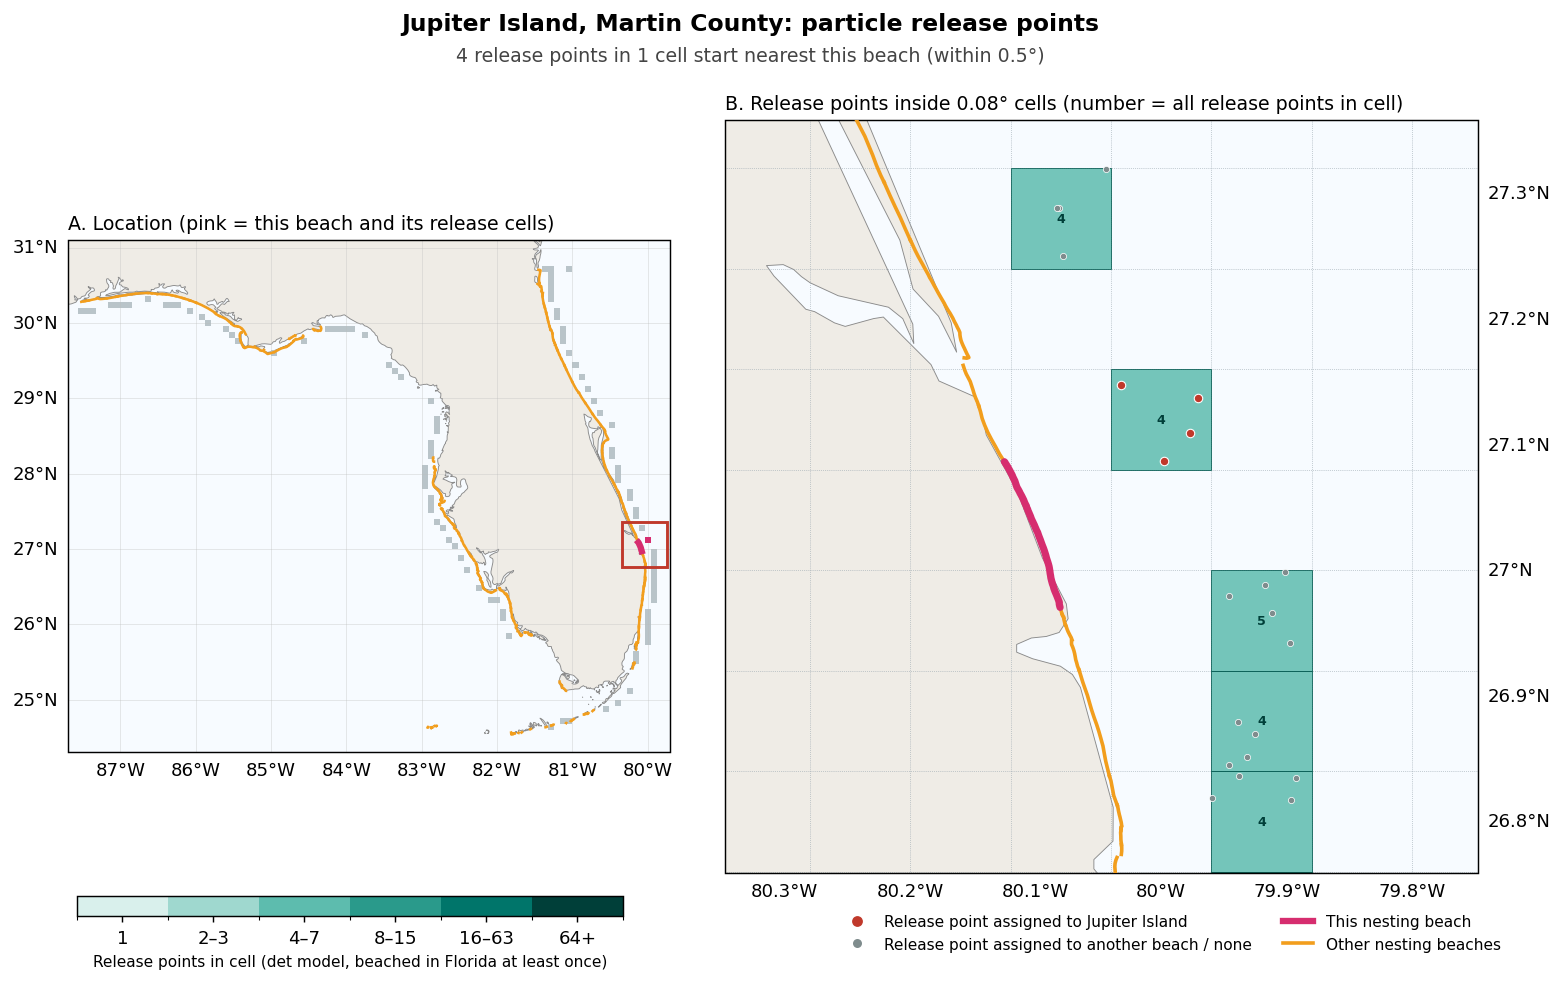 Jupiter Island, Martin County: particle release points
4 release points in 1 cell start nearest this beach (within 0.5°)
A. Location (pink = this beach and its release cells)
31°N
30°N
29°N
28°N
27°N
26°N
25°N
87°W 86°W 85°W 84°W 83°W 82°W 81°W 80°W
B. Release points inside 0.08° cells (number = all release points in cell)
4
4
5
4
4
27.3°N
27.2°N
27.1°N
27°N
26.9°N
26.8°N
80.3°W 80.2°W 80.1°W 80°W 79.9°W 79.8°W
1 2–3 4–7 8–15 16–63 64+
Release points in cell (det model, beached in Florida at least once)
Release point assigned to Jupiter Island
Release point assigned to another beach / none
This nesting beach
Other nesting beaches